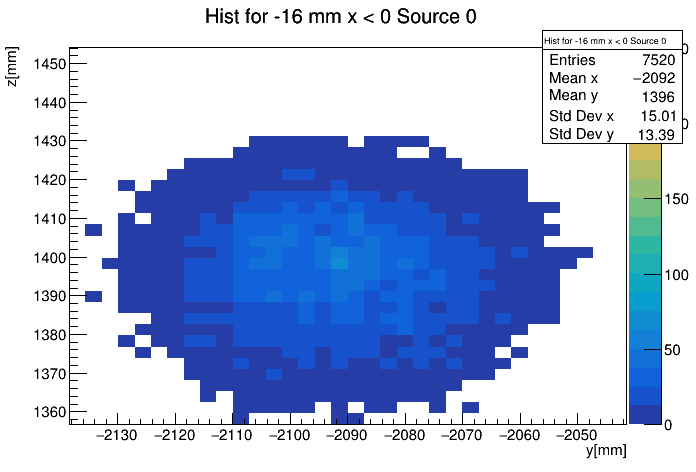 Hist for -16 mm x < 0 Source 0
z[mm]
1450
1440
1430
1420
1410
1400
1390
1380
1370
1360
Hist for -16 mm x < 0 Source 0
Entries 7520
Mean x −2092
Mean y 1396
Std Dev x 15.01
Std Dev y 13.39
150
100
50
0
−2130 −2120 −2110 −2100 −2090 −2080 −2070 −2060 −2050
y[mm]